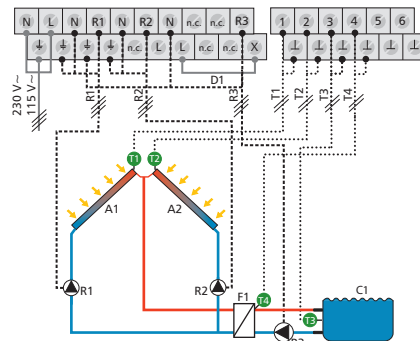 N L N R1 N R2 N n.c. n.c. R3 1 2 3 4 5 6
n.c. L L n.c. X
D1
230 V~
115 V~
R1
R2
R3
T1
T2
T3
T4
T1 T2
A1 A2
R1 R2 F1 T4 C1
T3